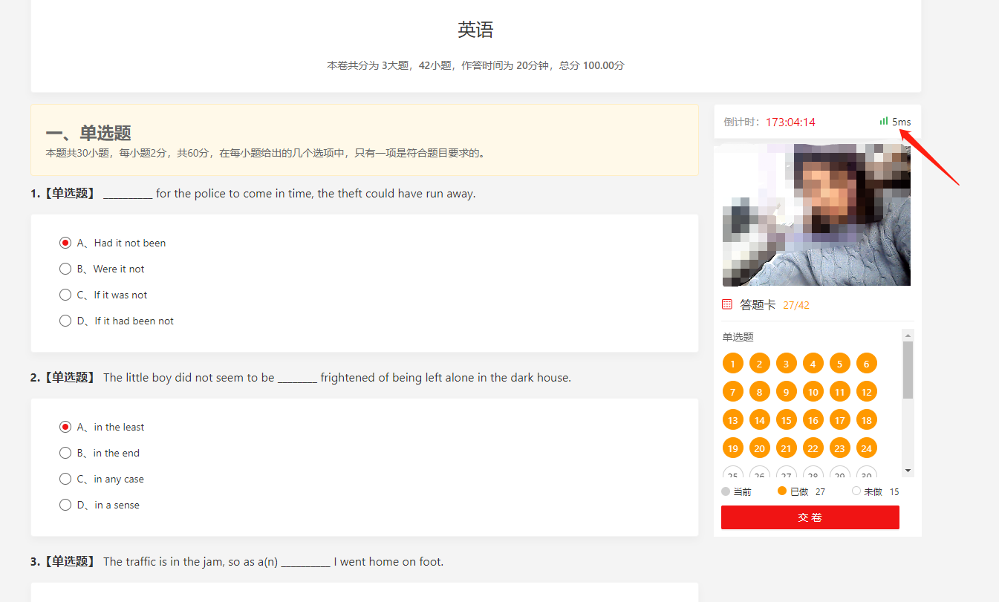 英语
本卷共分为 3大题，42小题，作答时间为 20分钟，总分 100.00分
一、单选题
本题共30小题，每小题2分，共60分，在每小题给出的几个选项中，只有一项是符合题目要求的。
1.【单选题】 __________ for the police to come in time, the theft could have run away.
A、Had it not been
B、Were it not
C、If it was not
D、If it had been not
2.【单选题】 The little boy did not seem to be ________ frightened of being left alone in the dark house.
A、in the least
B、in the end
C、in any case
D、in a sense
3.【单选题】 The traffic is in the jam, so as a(n) __________ I went home on foot.
倒计时：173:04:14 5ms
答题卡 27/42
单选题
1 2 3 4 5 6
7 8 9 10 11 12
13 14 15 16 17 18
19 20 21 22 23 24
25 26 27 28 29 30
当前 已做 27 未做 15
交 卷